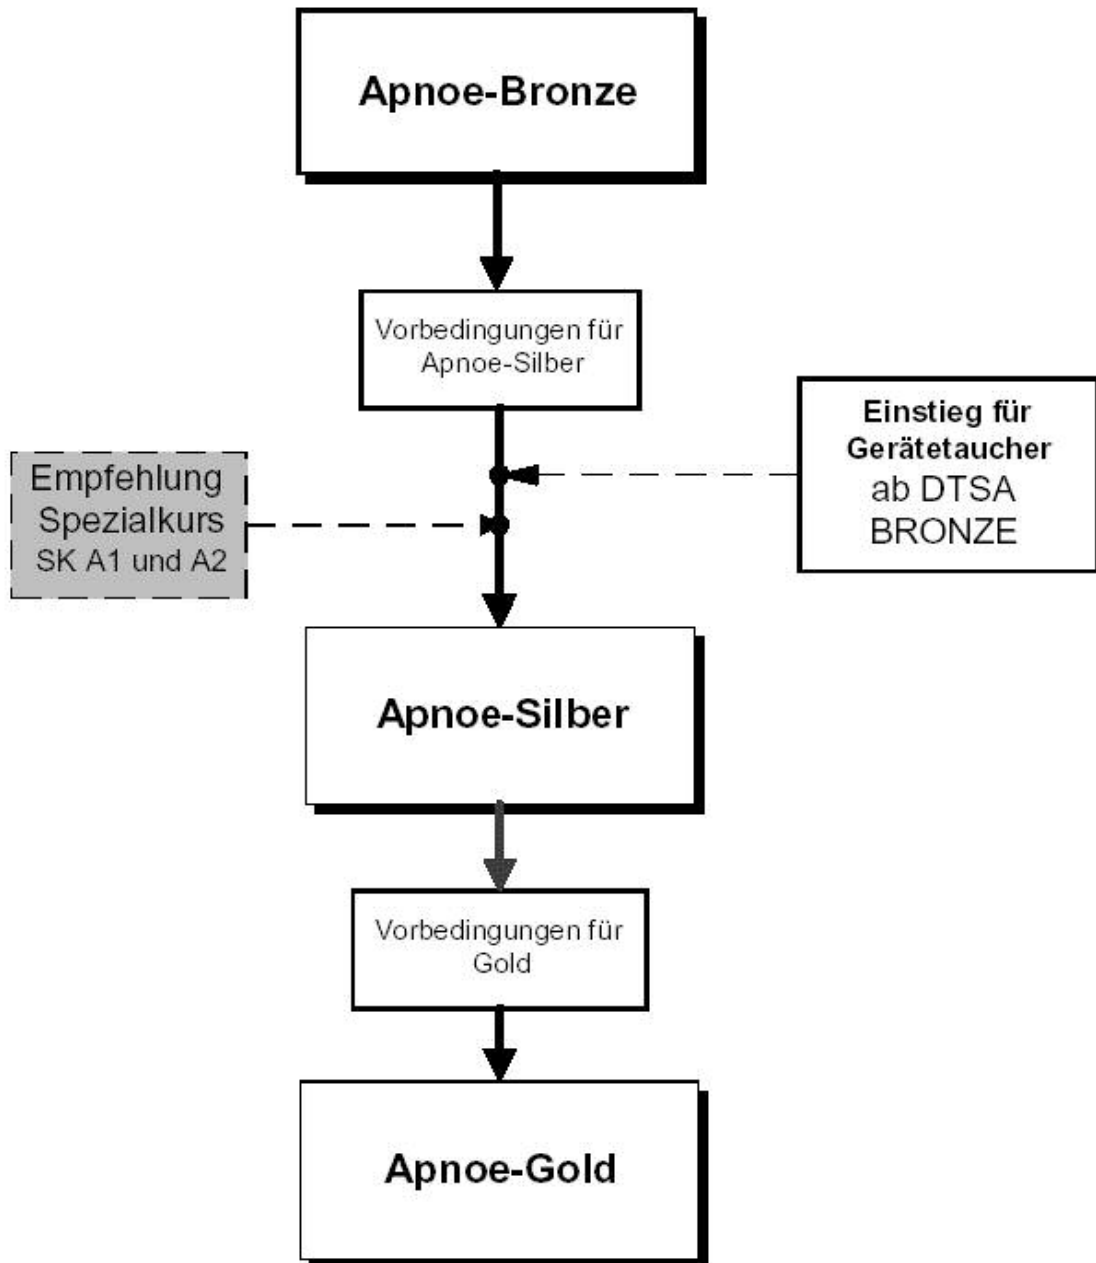 Apnoe-Bronze
Vorbedingungen für
Apnoe-Silber
Einstieg für
Gerätetaucher
ab DTSA
BRONZE
Empfehlung
Spezialkurs
SK A1 und A2
Apnoe-Silber
Vorbedingungen für
Gold
Apnoe-Gold